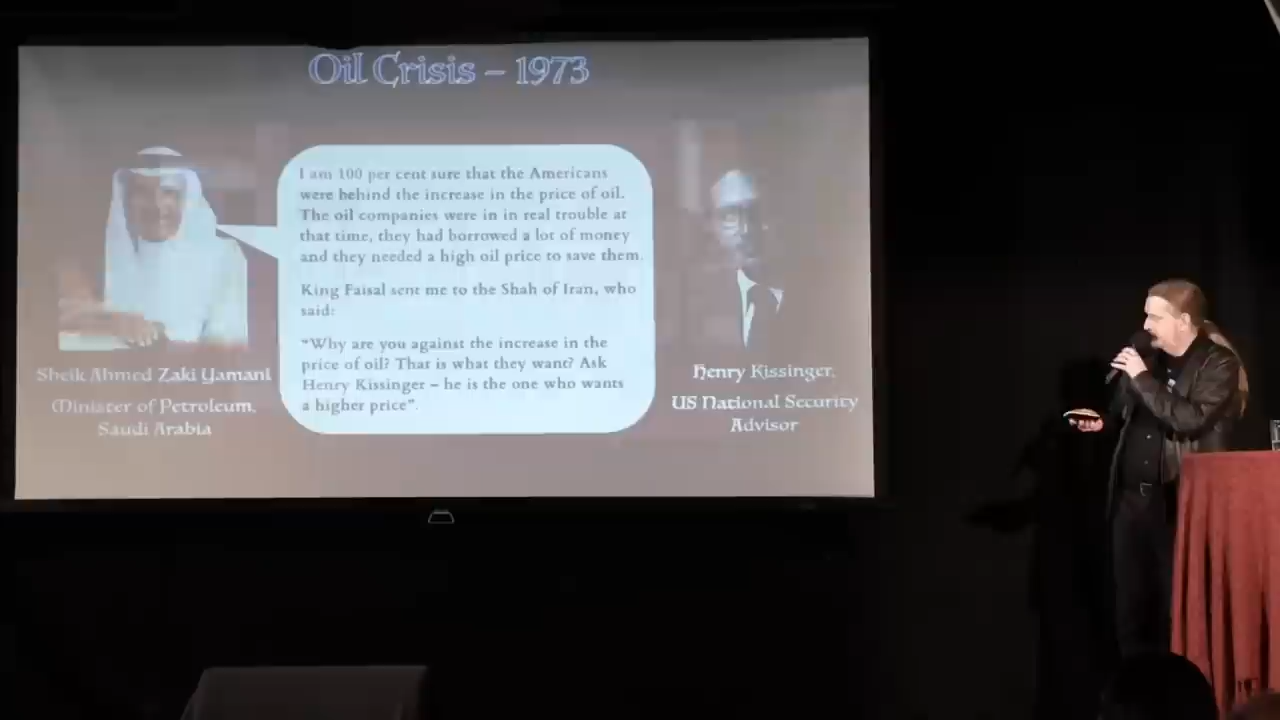 Oil Crisis – 1973
I am 100 per cent sure that the Americans
were behind the increase in the price of oil.
The oil companies were in in real trouble at
that time, they had borrowed a lot of money
and they needed a high oil price to save them.
King Faisal sent me to the Shah of Iran, who
said:
"Why are you against the increase in the
price of oil? That is what they want? Ask
Henry Kissinger – he is the one who wants
a higher price".
Sheik Ahmed Zaki Yamani
Minister of Petroleum,
Saudi Arabia
Henry Kissinger,
US National Security
Advisor